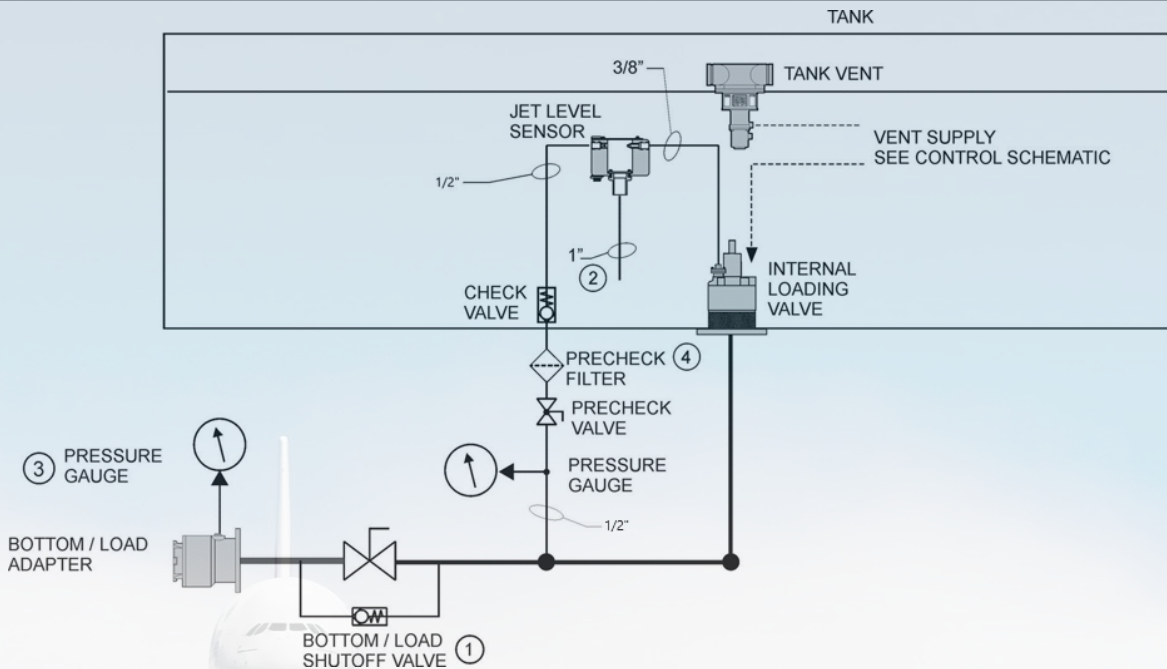 TANK
3/8”
TANK VENT
JET LEVEL
SENSOR
VENT SUPPLY
SEE CONTROL SCHEMATIC
1/2”
1”
2
INTERNAL
LOADING
VALVE
CHECK
VALVE
PRECHECK
FILTER
4
PRECHECK
VALVE
3
PRESSURE
GAUGE
PRESSURE
GAUGE
1/2”
BOTTOM / LOAD
ADAPTER
BOTTOM / LOAD
SHUTOFF VALVE
1